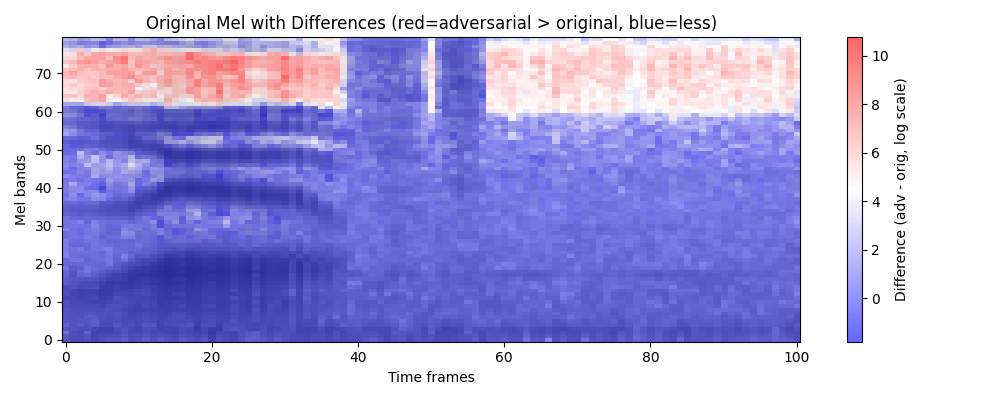 Original Mel with Differences (red=adversarial > original, blue=less)
Mel bands
70
60
50
40
30
20
10
0
0 20 40 60 80 100
Time frames
10
8
6
4
2
0
Difference (adv - orig, log scale)